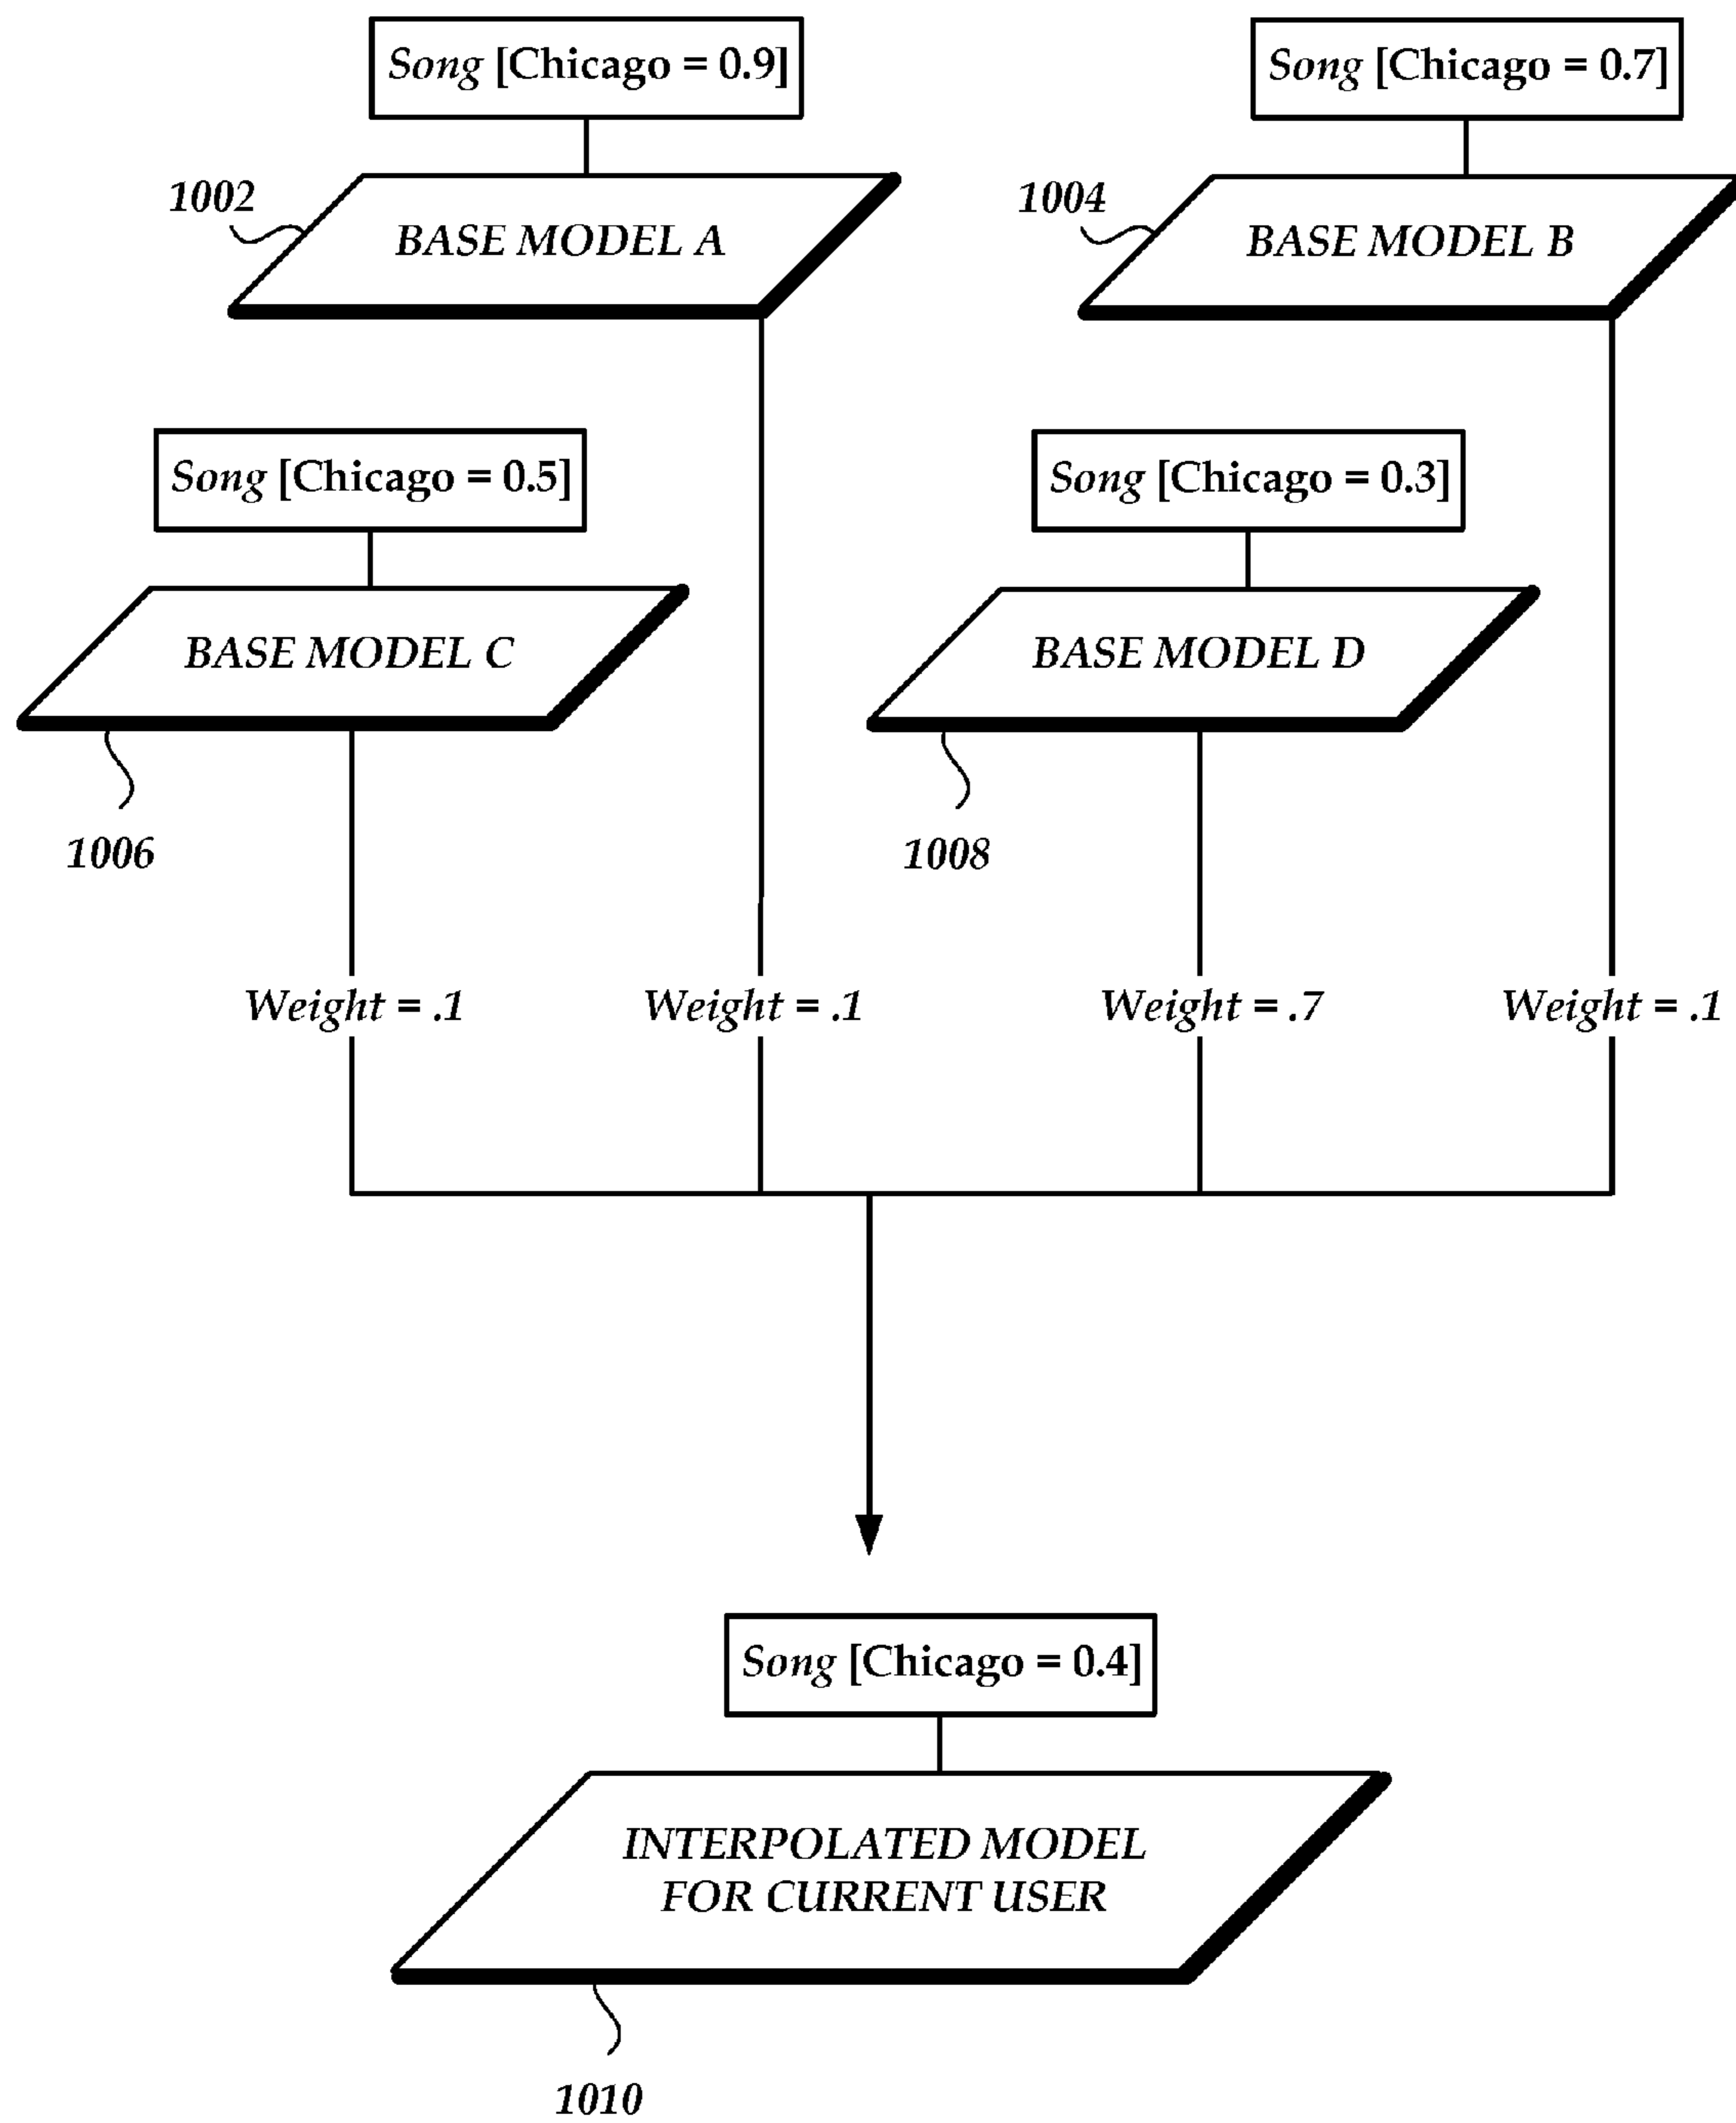 Song [Chicago = 0.9]
Song [Chicago = 0.7]
1002
1004
BASE MODEL A
BASE MODEL B
Song [Chicago = 0.5]
Song [Chicago = 0.3]
BASE MODEL C
BASE MODEL D
1006
1008
Weight = .1
Weight = .1
Weight = .7
Weight = .1
Song [Chicago = 0.4]
INTERPOLATED MODEL
FOR CURRENT USER
1010